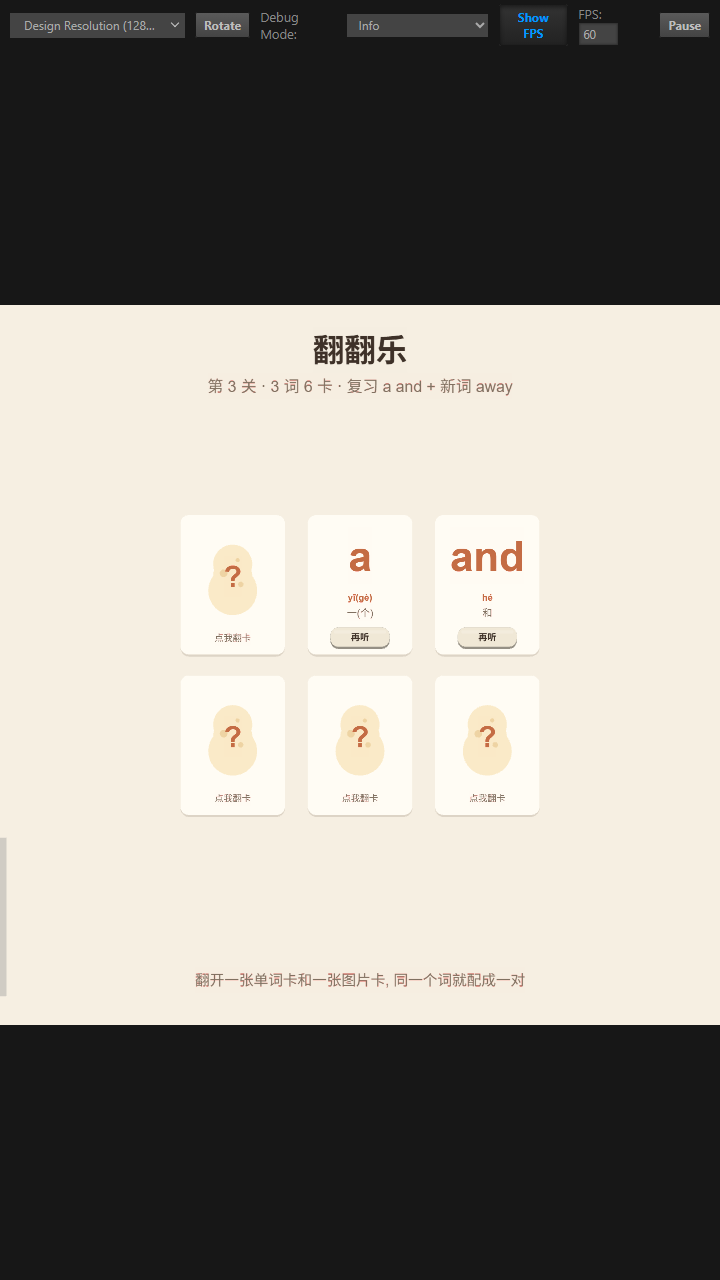 Design Resolution (128...
Rotate
Debug Mode:
Info
Show FPS
FPS:
60
Pause
翻翻乐
第 3 关 · 3 词 6 卡 · 复习 a and + 新词 away
?
点我翻卡
a
yī(gè)
一(个)
再听
and
hé
和
再听
?
点我翻卡
?
点我翻卡
?
点我翻卡
翻开一张单词卡和一张图片卡, 同一个词就配成一对